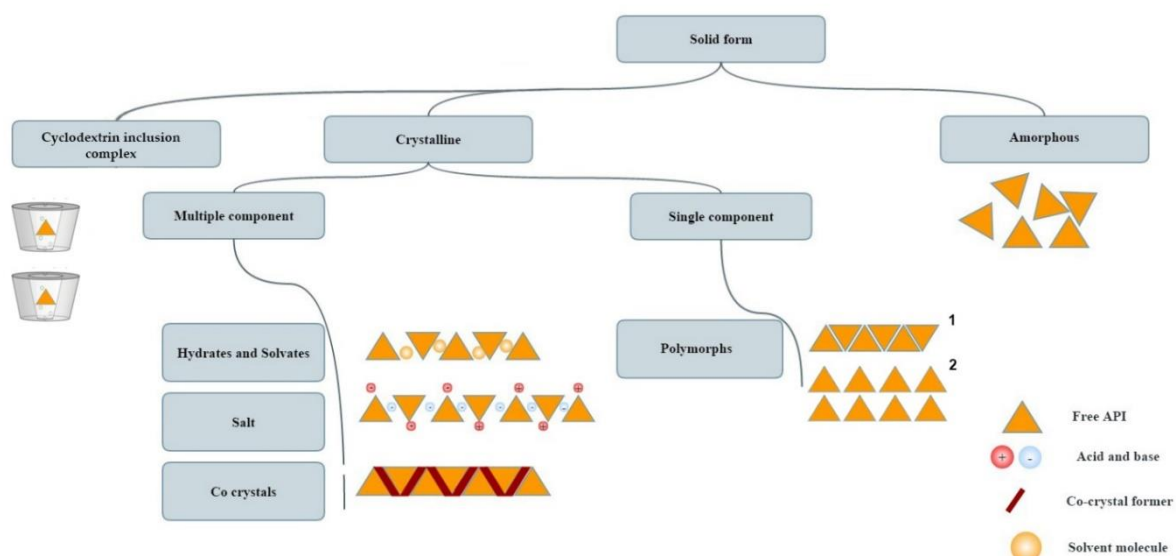 Solid form
Cyclodextrin inclusion
complex
Crystalline
Amorphous
Multiple component
Single component
Hydrates and Solvates
Polymorphs
1
2
Salt
Free API
+ - Acid and base
Co crystals
Co-crystal former
Solvent molecule